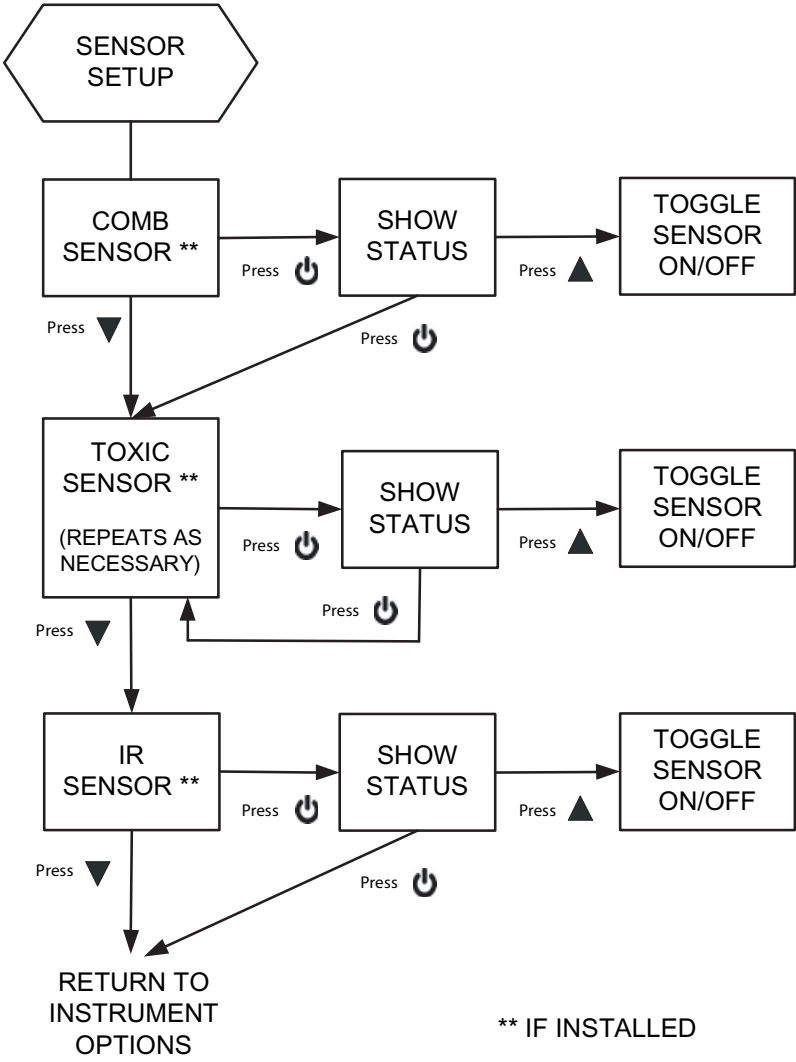 SENSOR
SETUP
COMB
SENSOR **
Press
SHOW
STATUS
Press
TOGGLE
SENSOR
ON/OFF
Press
Press
TOXIC
SENSOR **
(REPEATS AS
NECESSARY)
Press
SHOW
STATUS
Press
TOGGLE
SENSOR
ON/OFF
Press
Press
IR
SENSOR **
Press
SHOW
STATUS
Press
TOGGLE
SENSOR
ON/OFF
Press
Press
RETURN TO
INSTRUMENT
OPTIONS
** IF INSTALLED